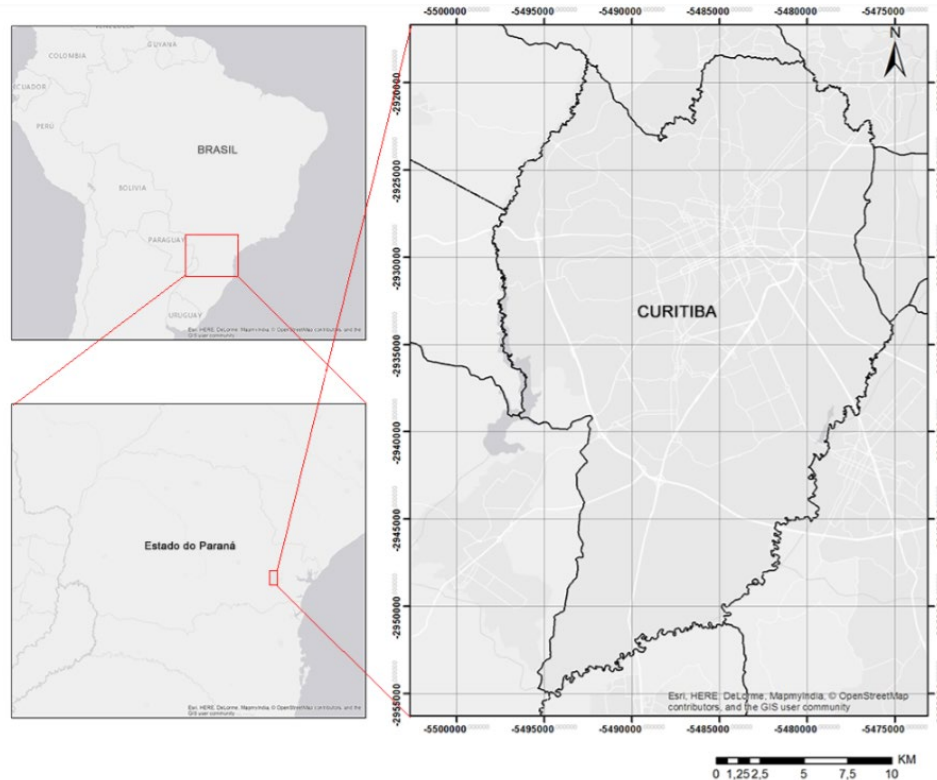 VENEZUELA
GUYANA
COLOMBIA
ECUADOR
PERU
BRASIL
BOLIVIA
PARAGUAY
URUGUAY
Esri, HERE, DeLorme, MapmyIndia, © OpenStreetMap contributors, and the
GIS user community
Estado do Paraná
Esri, HERE, DeLorme, MapmyIndia, © OpenStreetMap contributors, and the
GIS user community
-5500000 -5495000 -5490000 -5485000 -5480000 -5475000
N
-2920000
-2925000
-2930000
CURITIBA
-2935000
-2940000
-2945000
-2950000
-2955000
Esri, HERE, DeLorme, MapmyIndia, © OpenStreetMap
contributors, and the GIS user community
-5500000 -5495000 -5490000 -5485000 -5480000 -5475000
KM
0 1,25 2,5 5 7,5 10